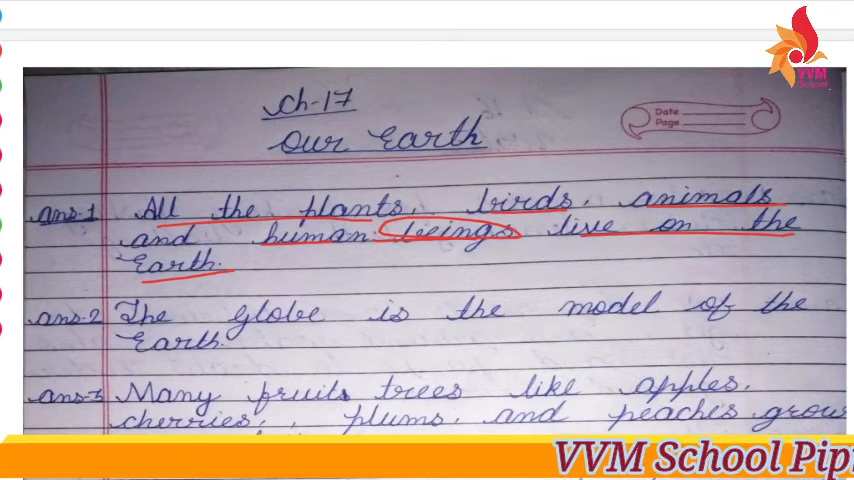 VVM
School
ch-17
Our Earth
Date
Page
ans-1 All the plants, birds, animals
and human beings live on the
Earth.
ans-2 The globe is the model of the
Earth.
ans-3 Many fruits trees like apples,
cherries, plums, and peaches grow
VVM School Pip